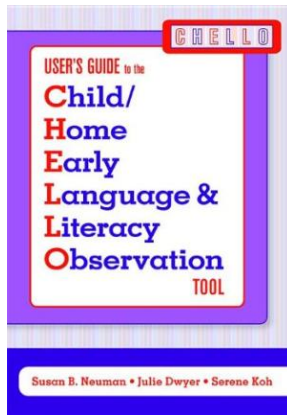 CHELLO
USER'S GUIDE to the
Child/
Home
Early
Language &
Literacy
Observation
TOOL
Susan B. Neuman • Julie Dwyer • Serene Koh